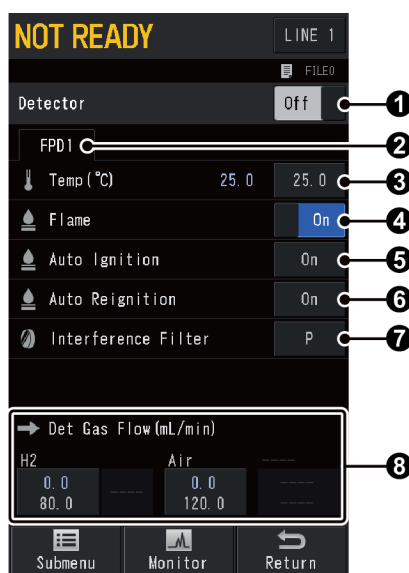 NOT READY LINE 1
FILE0
Detector Off 1
FPD1 2
Temp(℃) 25.0 25.0 3
Flame On 4
Auto Ignition On 5
Auto Reignition On 6
Interference Filter P 7
Det Gas Flow(mL/min)
H2 Air ----
0.0 ---- 0.0 ---- 8
80.0 120.0 ----
Submenu Monitor Return